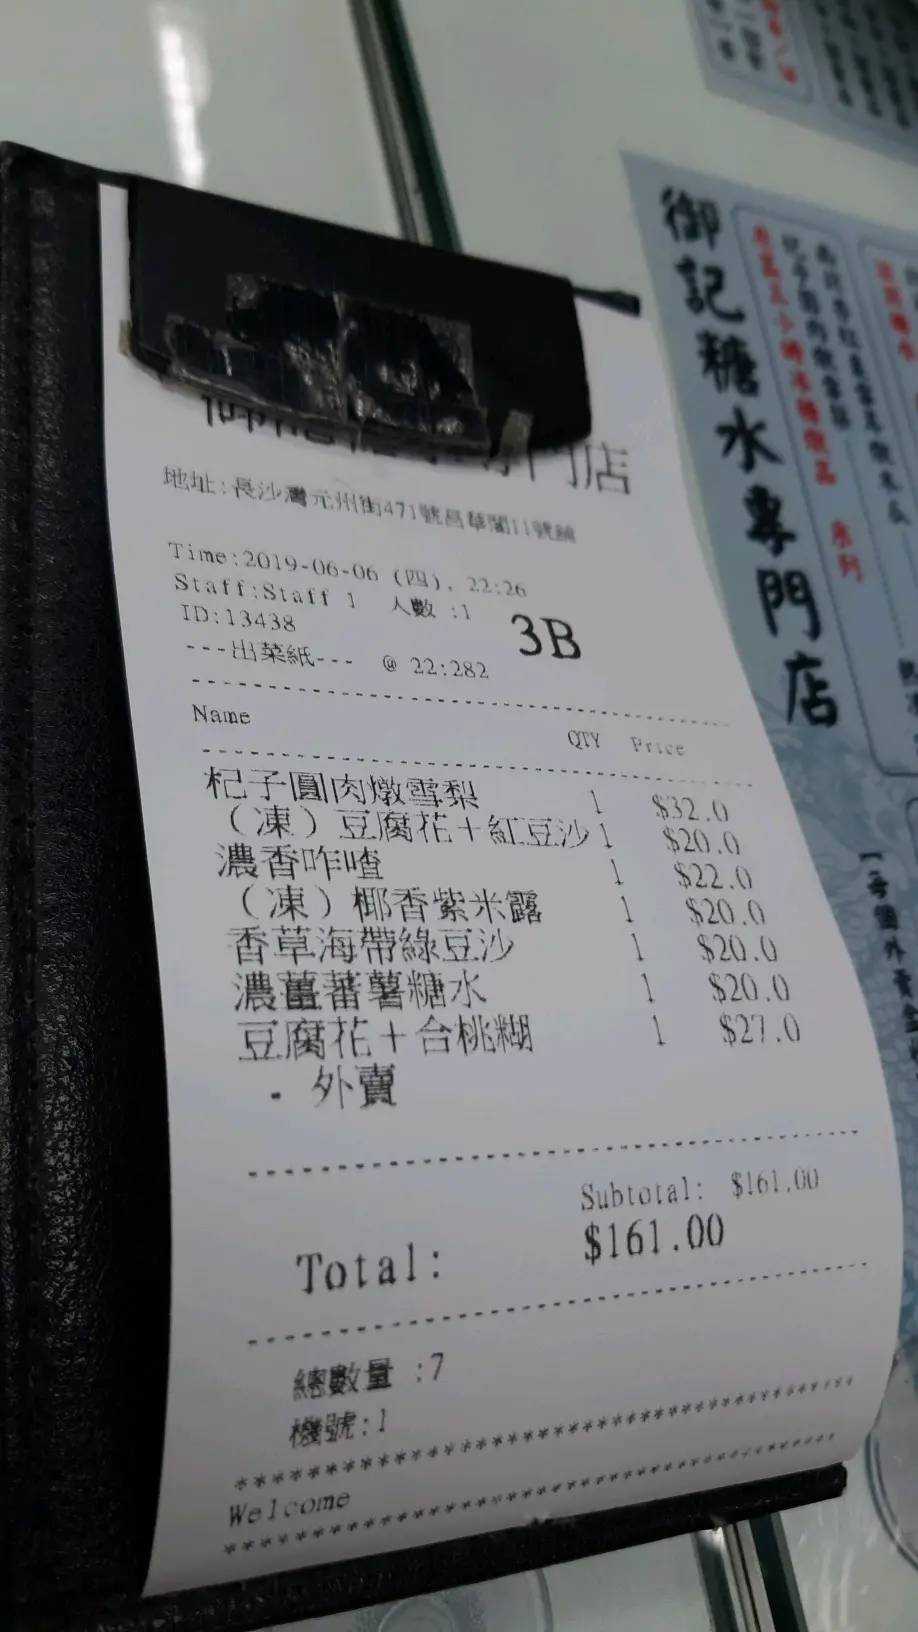 門店
地址:長沙灣元州街471號昌華閣11號舖
Time:2019-06-06 (四), 22:26
Staff:Staff 1 人數 :1
ID:13438
3B
---出菜紙--- @ 22:282
Name QTY Price
杞子圓肉燉雪梨 1 $32.0
（凍）豆腐花＋紅豆沙 1 $20.0
濃香咋喳 1 $22.0
（凍）椰香紫米露 1 $20.0
香草海帶綠豆沙 1 $20.0
濃薑蕃薯糖水 1 $20.0
豆腐花＋合桃糊 1 $27.0
- 外賣
Subtotal: $161.00
Total: $161.00
總數量 :7
機號:1
Welcome
御記糖水專門店